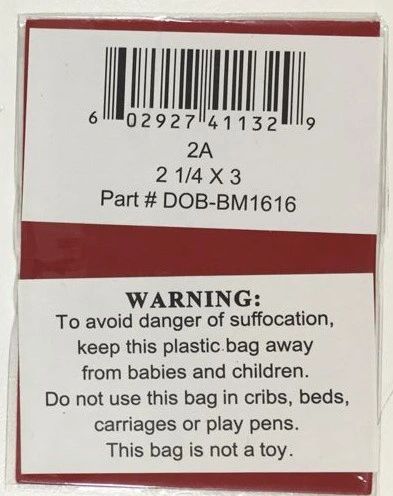 6 02927 41132 9
2A
2 1/4 X 3
Part # DOB-BM1616
WARNING:
To avoid danger of suffocation,
keep this plastic bag away
from babies and children.
Do not use this bag in cribs, beds,
carriages or play pens.
This bag is not a toy.